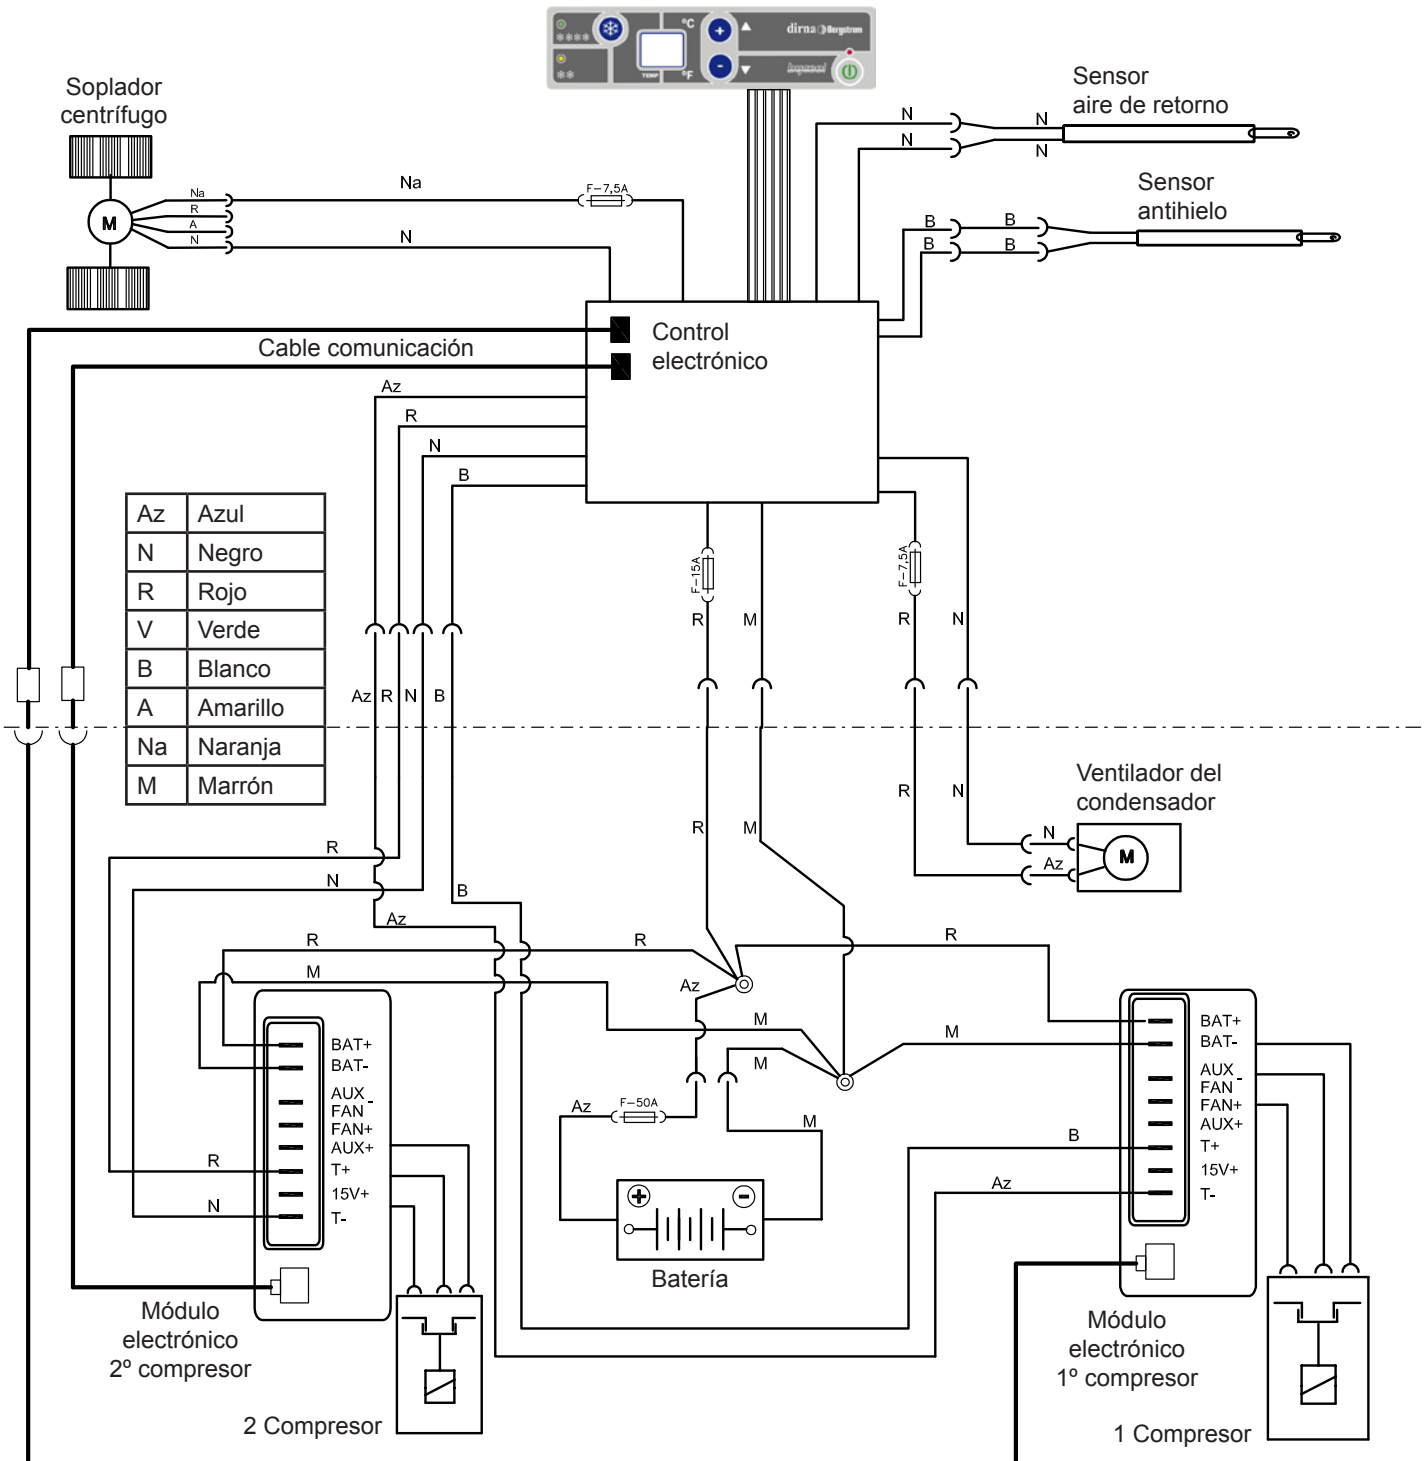 °C
dirna Bergstrom
TEMP
°F
Soplador
centrífugo
Sensor
aire de retorno
N
N
N
N
Sensor
antihielo
Na
R
A
N
Na
N
F-7,5A
M
B
B
B
B
Control
electrónico
Cable comunicación
Az
R
N
B
Az Azul
N Negro
R Rojo
V Verde
B Blanco
A Amarillo
Na Naranja
M Marrón
F-15A
F-7,5A
R
M
R
N
Az
R
N
B
Ventilador del
condensador
R
N
R
M
N
Az
M
R
N
B
Az
R
R
R
M
Az
M
M
M
BAT+
BAT-
AUX
FAN -
FAN+
AUX+
T+
15V+
T-
R
N
Az
F-50A
M
B
Az
BAT+
BAT-
AUX
FAN -
FAN+
AUX+
T+
15V+
T-
+
-
Batería
Módulo
electrónico
2º compresor
2 Compresor
Módulo
electrónico
1º compresor
1 Compresor